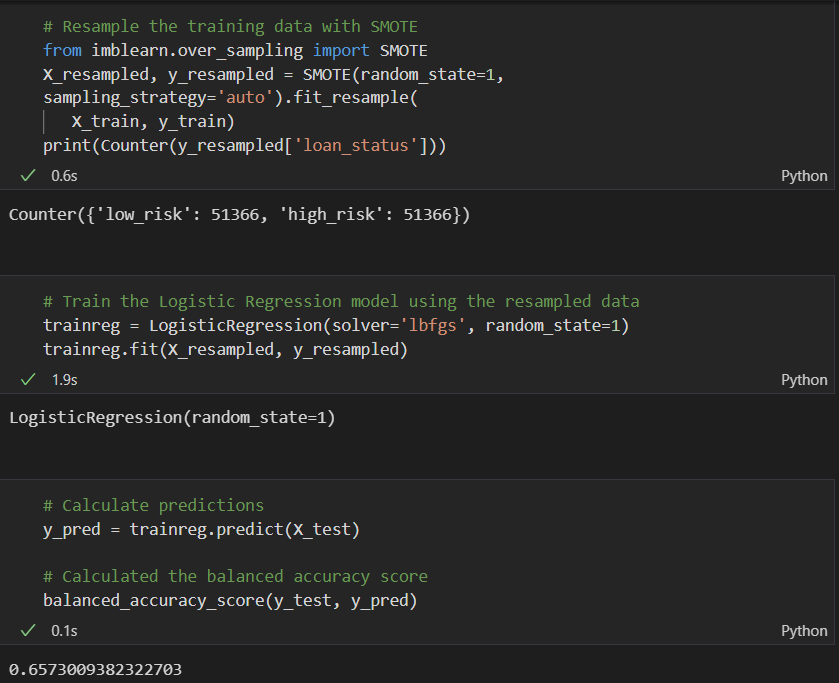 # Resample the training data with SMOTE
from imblearn.over_sampling import SMOTE
X_resampled, y_resampled = SMOTE(random_state=1,
sampling_strategy='auto').fit_resample(
   X_train, y_train)
print(Counter(y_resampled['loan_status']))
✓ 0.6s Python
Counter({'low_risk': 51366, 'high_risk': 51366})
# Train the Logistic Regression model using the resampled data
trainreg = LogisticRegression(solver='lbfgs', random_state=1)
trainreg.fit(X_resampled, y_resampled)
✓ 1.9s Python
LogisticRegression(random_state=1)
# Calculate predictions
y_pred = trainreg.predict(X_test)
# Calculated the balanced accuracy score
balanced_accuracy_score(y_test, y_pred)
✓ 0.1s Python
0.6573009382322703